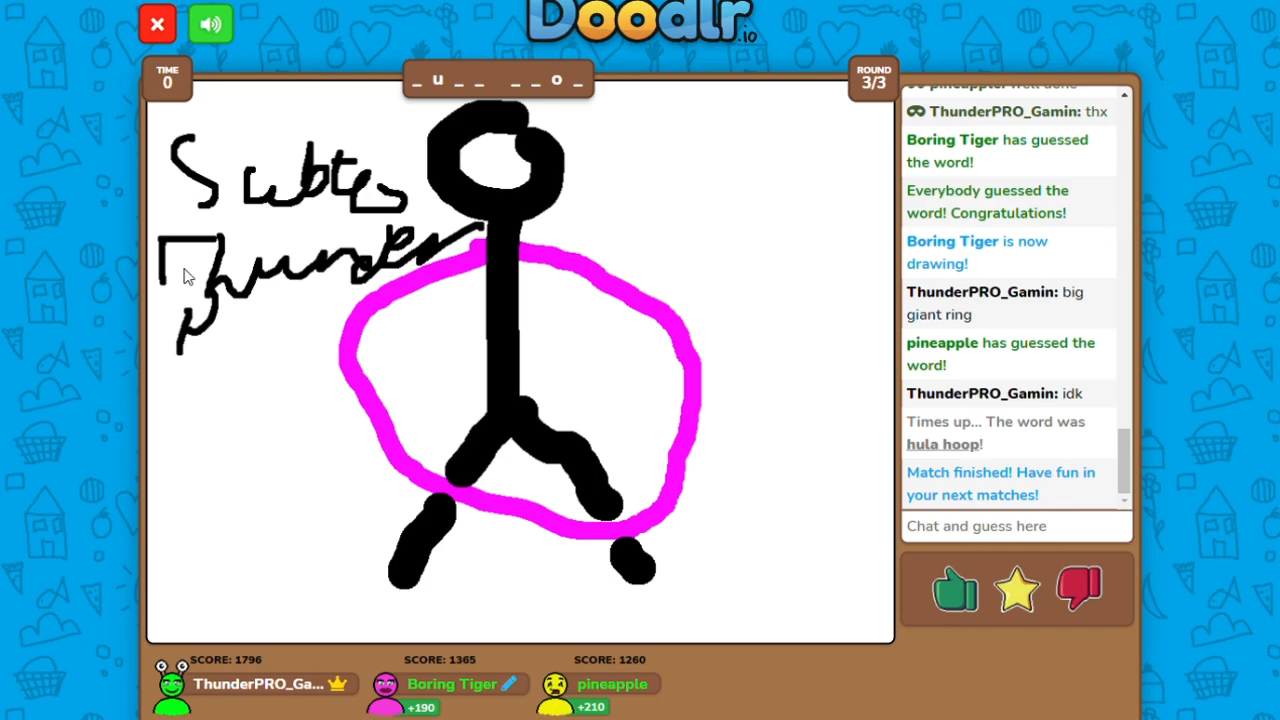 Doodlr.io
TIME
0
_ u _ _ _ _ o _
ROUND
3/3
Subtes
Thunder
P
ThunderPRO_Gamin: thx
Boring Tiger has guessed
the word!
Everybody guessed the
word! Congratulations!
Boring Tiger is now
drawing!
ThunderPRO_Gamin: big
giant ring
pineapple has guessed the
word!
ThunderPRO_Gamin: idk
Times up... The word was
hula hoop!
Match finished! Have fun in
your next matches!
Chat and guess here
SCORE: 1796
ThunderPRO_Ga...
SCORE: 1365
Boring Tiger
+190
SCORE: 1260
pineapple
+210